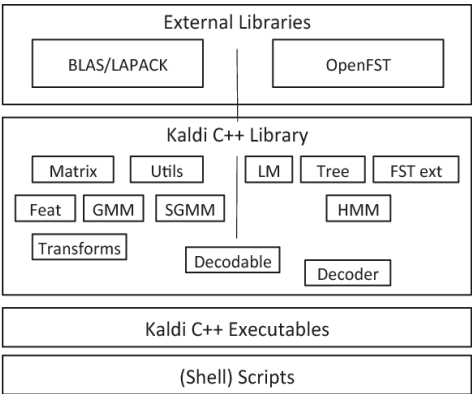 External Libraries
BLAS/LAPACK OpenFST
Kaldi C++ Library
Matrix Utils LM Tree FST ext
Feat GMM SGMM HMM
Transforms
Decodable
Decoder
Kaldi C++ Executables
(Shell) Scripts